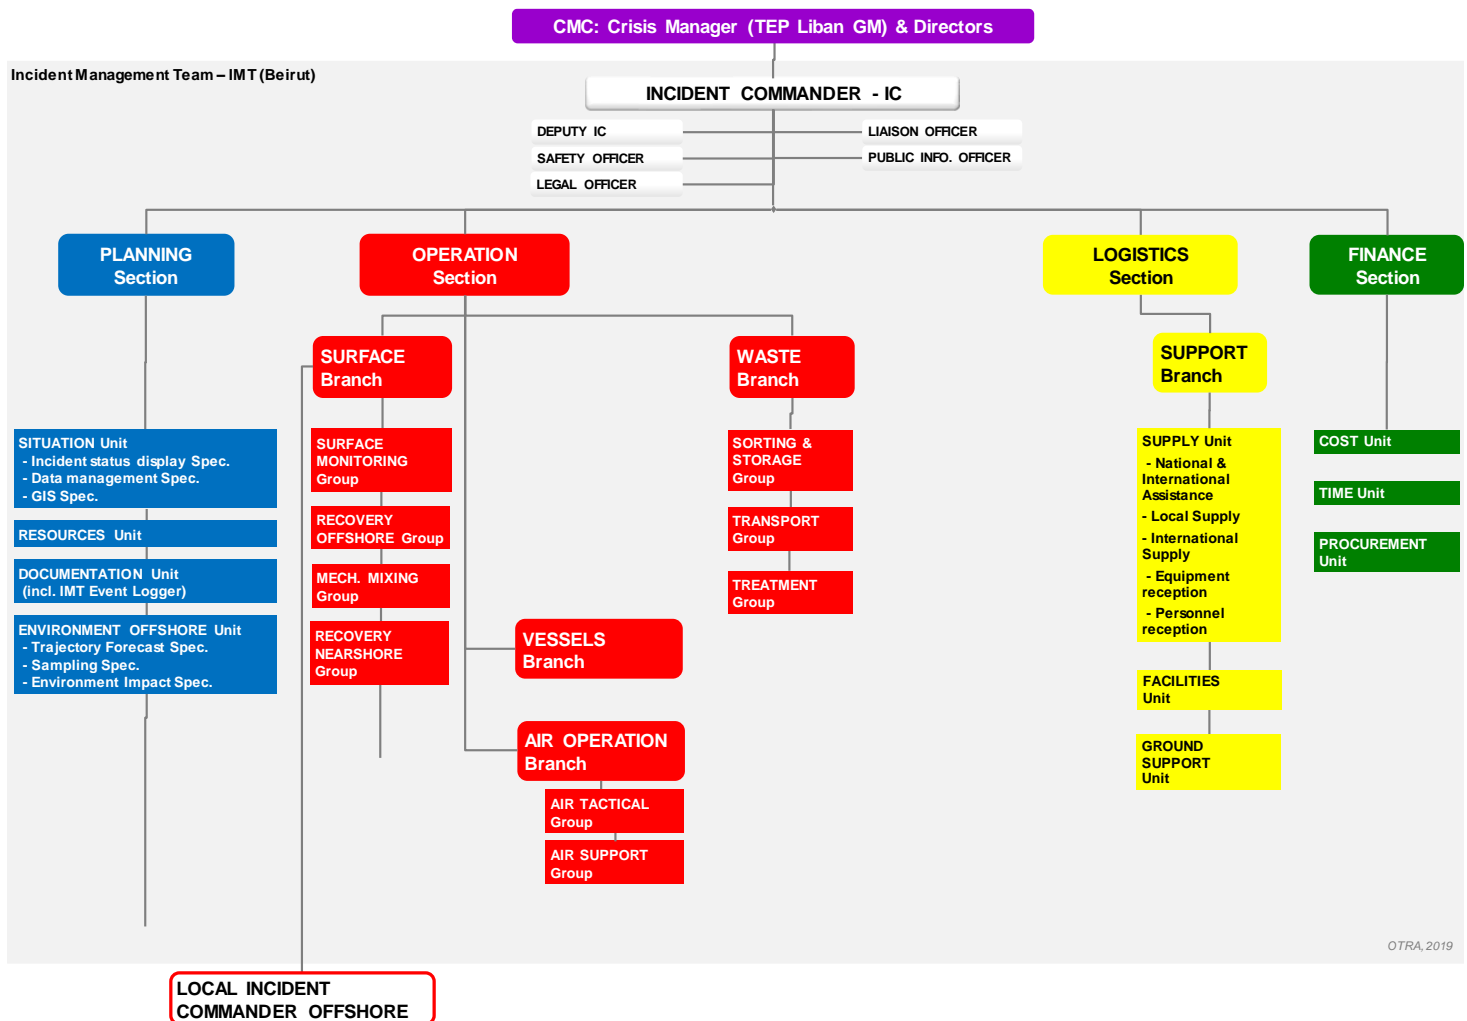 CMC: Crisis Manager (TEP Liban GM) & Directors
Incident Management Team – IMT (Beirut)
INCIDENT COMMANDER - IC
DEPUTY IC
LIAISON OFFICER
SAFETY OFFICER
PUBLIC INFO. OFFICER
LEGAL OFFICER
PLANNING
Section
OPERATION
Section
LOGISTICS
Section
FINANCE
Section
SURFACE
Branch
WASTE
Branch
SUPPORT
Branch
SITUATION Unit
- Incident status display Spec.
- Data management Spec.
- GIS Spec.
RESOURCES Unit
DOCUMENTATION Unit
(incl. IMT Event Logger)
ENVIRONMENT OFFSHORE Unit
- Trajectory Forecast Spec.
- Sampling Spec.
- Environment Impact Spec.
SURFACE
MONITORING
Group
RECOVERY
OFFSHORE Group
MECH. MIXING
Group
RECOVERY
NEARSHORE
Group
SORTING &
STORAGE
Group
TRANSPORT
Group
TREATMENT
Group
VESSELS
Branch
AIR OPERATION
Branch
AIR TACTICAL
Group
AIR SUPPORT
Group
SUPPLY Unit
- National &
International
Assistance
- Local Supply
- International
Supply
- Equipment
reception
- Personnel
reception
FACILITIES
Unit
GROUND
SUPPORT
Unit
COST Unit
TIME Unit
PROCUREMENT
Unit
OTRA, 2019
LOCAL INCIDENT
COMMANDER OFFSHORE